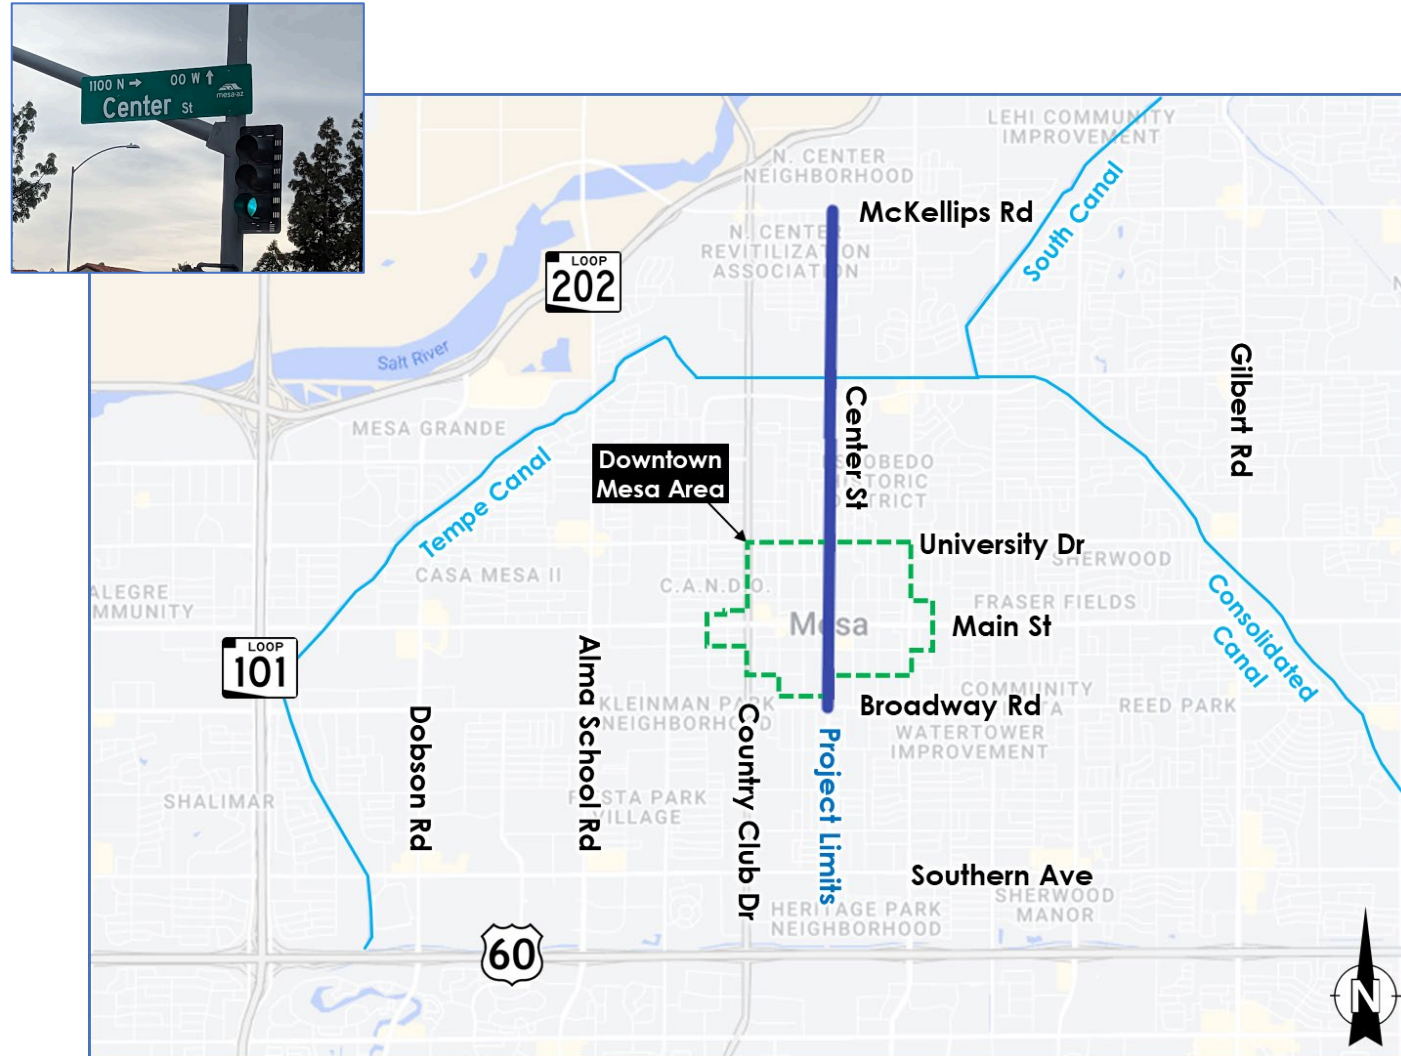 1100 N → 00 W ↑
Center St
mesa·az
LEHI COMMUNITY
IMPROVEMENT
N. CENTER
NEIGHBORHOOD
McKellips Rd
N. CENTER
REVITILIZATION
ASSOCIATION
South Canal
LOOP
202
Salt River
Gilbert Rd
MESA GRANDE
Center St
Downtown
Mesa Area
Tempe Canal
University Dr
SHERWOOD
CASA MESA II
C.A.N.D.O.
ALEGRE
MMUNITY
FRASER FIELDS
Consolidated
Canal
Mesa
Main St
LOOP
101
Alma School Rd
KLEINMAN PARK
NEIGHBORHOOD
COMMUNITY
Broadway Rd
REED PARK
WATERTOWER
IMPROVEMENT
Dobson Rd
Country Club Dr
Project Limits
SHALIMAR
VILLAGE
Southern Ave
SHERWOOD
MANOR
HERITAGE PARK
NEIGHBORHOOD
60
N